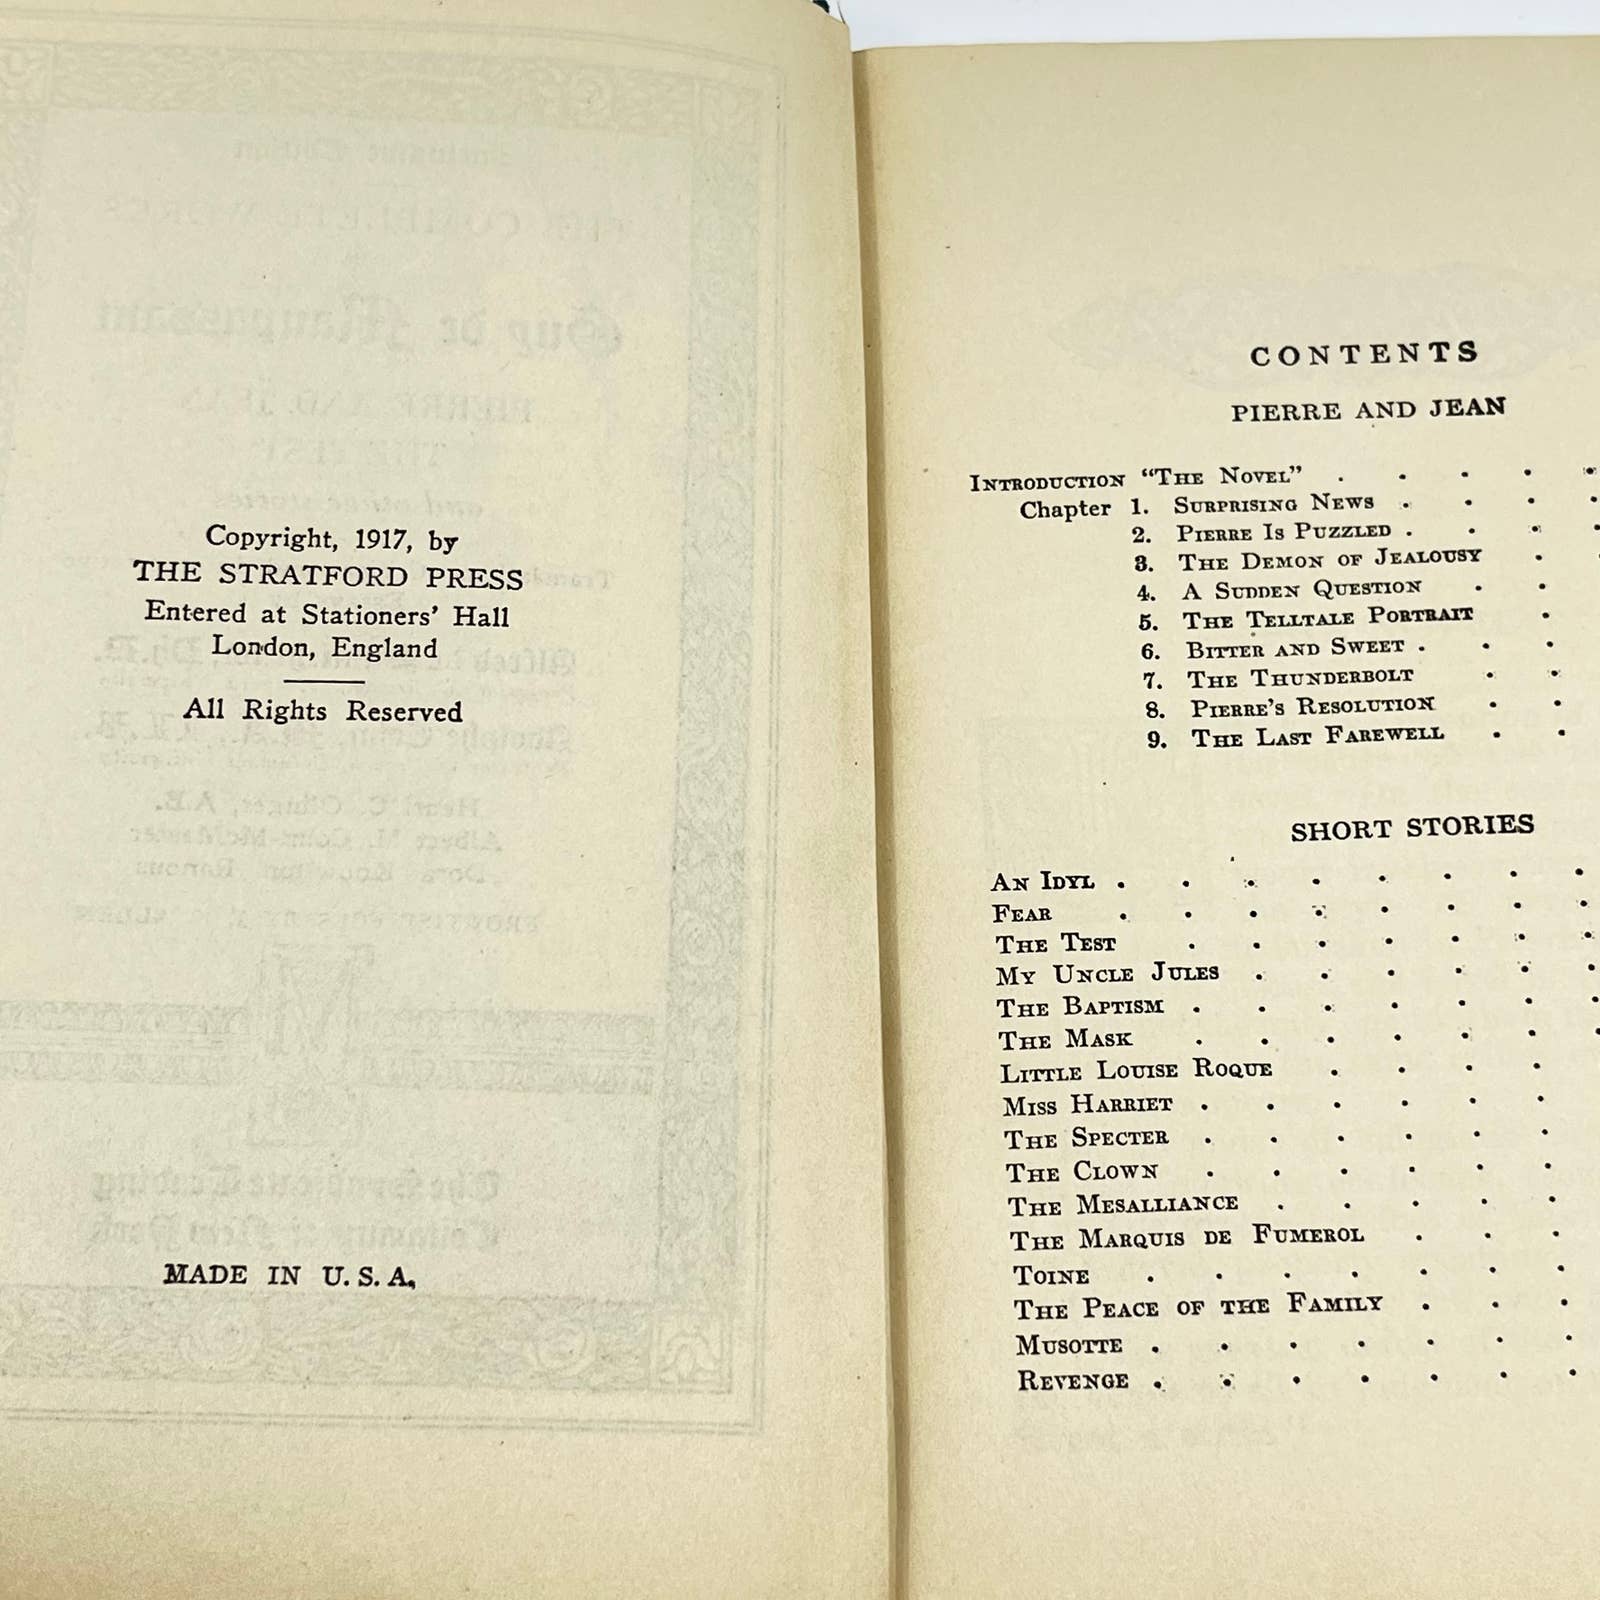 Copyright, 1917, by
THE STRATFORD PRESS
Entered at Stationers' Hall
London, England
All Rights Reserved
MADE IN U. S. A.
CONTENTS
PIERRE AND JEAN
INTRODUCTION "THE NOVEL" . . . . .
Chapter 1. SURPRISING NEWS . . . .
2. PIERRE IS PUZZLED . . . .
3. THE DEMON OF JEALOUSY . .
4. A SUDDEN QUESTION . .
5. THE TELLTALE PORTRAIT .
6. BITTER AND SWEET . . .
7. THE THUNDERBOLT . .
8. PIERRE'S RESOLUTION . .
9. THE LAST FAREWELL . .
SHORT STORIES
AN IDYL . . . . . . . .
FEAR . . . . . . . .
THE TEST . . . . . . .
MY UNCLE JULES . . . . . .
THE BAPTISM . . . . . . .
THE MASK . . . . . . .
LITTLE LOUISE ROQUE . . . .
MISS HARRIET . . . . . .
THE SPECTER . . . . . .
THE CLOWN . . . . . .
THE MESALLIANCE . . . . .
THE MARQUIS DE FUMEROL . . .
TOINE . . . . . . .
THE PEACE OF THE FAMILY . . .
MUSOTTE . . . . . . .
REVENGE . . . . . . .